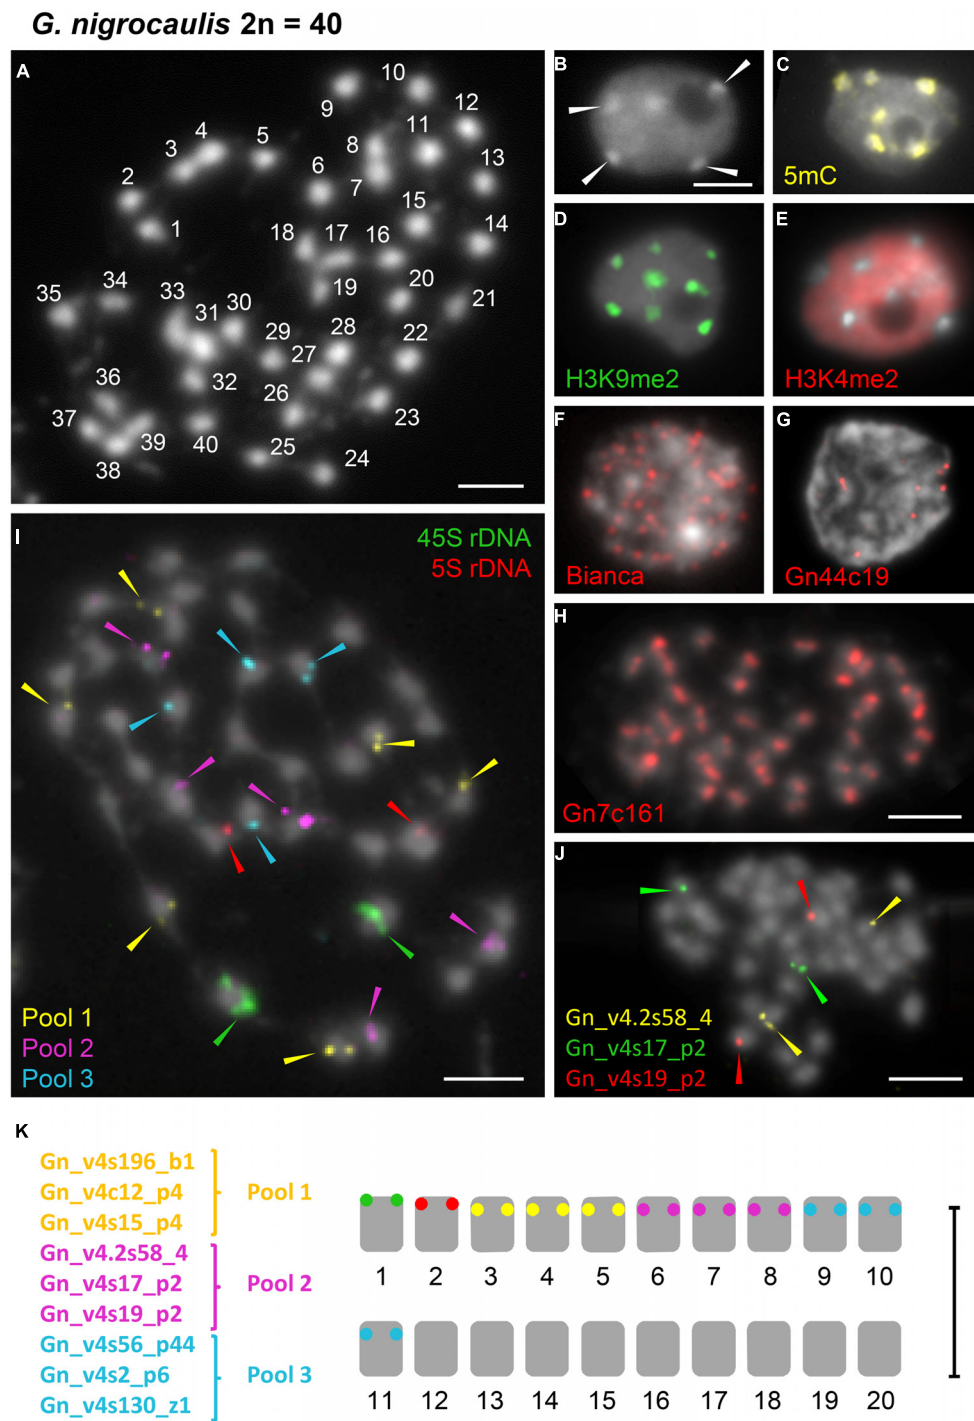 G. nigrocaulis 2n = 40
A
1
2
3
4
5
6
7
8
9
10
11
12
13
14
15
16
17
18
19
20
21
22
23
24
25
26
27
28
29
30
31
32
33
34
35
36
37
38
39
40
B
C
5mC
D
H3K9me2
E
H3K4me2
F
Bianca
G
Gn44c19
H
Gn7c161
I
45S rDNA
5S rDNA
Pool 1
Pool 2
Pool 3
J
Gn_v4.2s58_4
Gn_v4s17_p2
Gn_v4s19_p2
K
Gn_v4s196_b1
Gn_v4c12_p4
Gn_v4s15_p4
Pool 1
Gn_v4.2s58_4
Gn_v4s17_p2
Gn_v4s19_p2
Pool 2
Gn_v4s56_p44
Gn_v4s2_p6
Gn_v4s130_z1
Pool 3
1 2 3 4 5 6 7 8 9 10
11 12 13 14 15 16 17 18 19 20